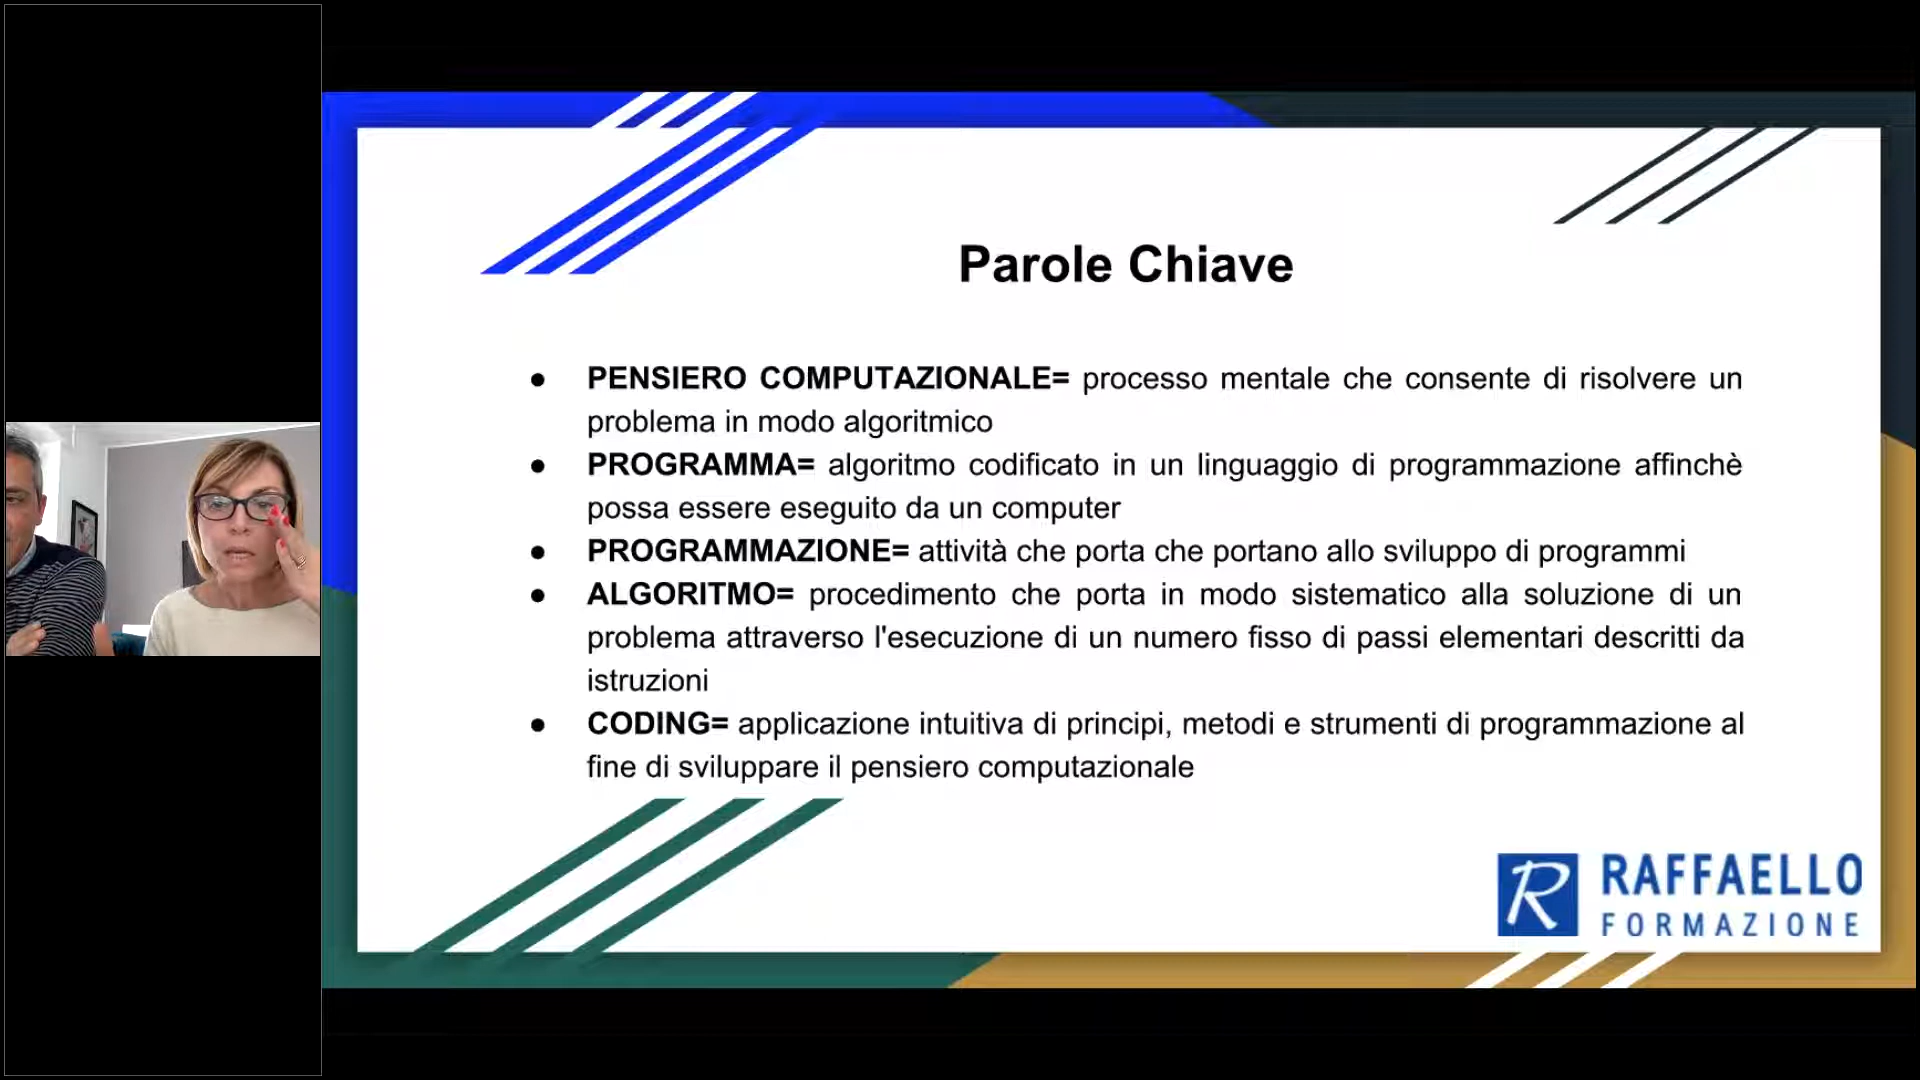 Parole Chiave
● PENSIERO COMPUTAZIONALE= processo mentale che consente di risolvere un
problema in modo algoritmico
● PROGRAMMA= algoritmo codificato in un linguaggio di programmazione affinchè
possa essere eseguito da un computer
● PROGRAMMAZIONE= attività che porta che portano allo sviluppo di programmi
● ALGORITMO= procedimento che porta in modo sistematico alla soluzione di un
problema attraverso l'esecuzione di un numero fisso di passi elementari descritti da
istruzioni
● CODING= applicazione intuitiva di principi, metodi e strumenti di programmazione al
fine di sviluppare il pensiero computazionale
R RAFFAELLO
FORMAZIONE